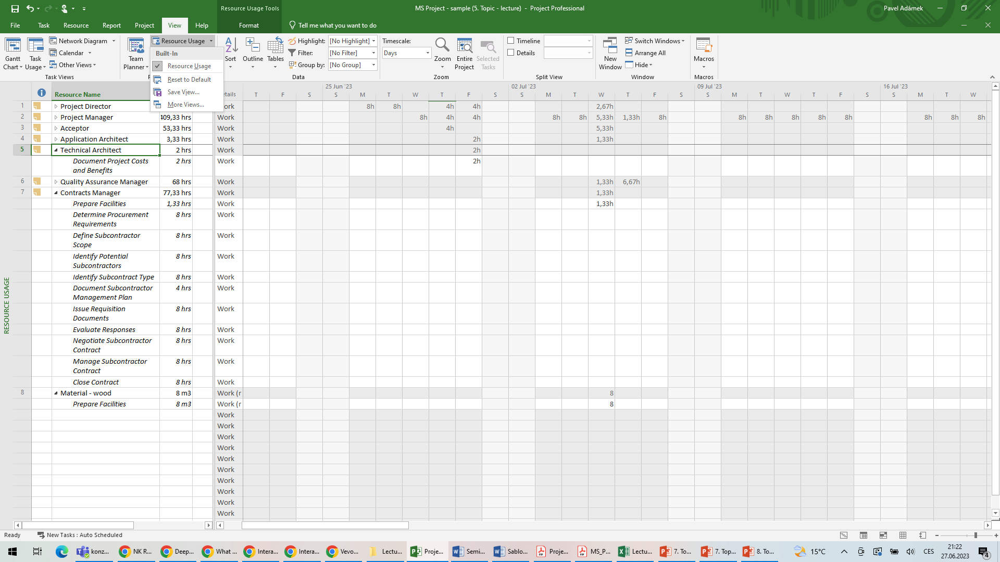 Resource Usage Tools
MS Project - sample (5. Topic - lecture) - Project Professional
Pavel Adámek
File Task Resource Report Project View Help Format Tell me what you want to do
Gantt Chart
Task Usage
Network Diagram
Calendar
Other Views
Task Views
Team Planner
Resource Usage
Built-In
Resource Usage
Reset to Default
Save View...
More Views...
Sort
Outline
Tables
Highlighting: [No Highlight]
Filter: [No Filter]
Group by: [No Group]
Data
Timescale:
Days
Zoom
Entire Project
Selected Tasks
Zoom
Timeline
Details
Split View
New Window
Switch Windows
Arrange All
Hide
Window
Macros
Macros
Resource Name
25 Jun '23 02 Jul '23 09 Jul '23 16 Jul '23
etails T F S S M T W T F S S M T W T F S S M T W T F S S M T W
1 Project Director ork 8h 8h 4h 4h 2,67h
2 Project Manager 109,33 hrs Work 8h 4h 4h 8h 8h 5,33h 1,33h 8h 8h 8h 8h 8h 8h 8h 8h 8h
3 Acceptor 53,33 hrs Work 4h 5,33h
4 Application Architect 3,33 hrs Work 2h 1,33h
5 Technical Architect 2 hrs Work 2h
Document Project Costs 2 hrs Work 2h
and Benefits
6 Quality Assurance Manager 68 hrs Work 1,33h 6,67h
7 Contracts Manager 77,33 hrs Work 1,33h
Prepare Facilities 1,33 hrs Work 1,33h
Determine Procurement 8 hrs Work
Requirements
Define Subcontractor 8 hrs Work
Scope
Identify Potential 8 hrs Work
Subcontractors
Identify Subcontract Type 8 hrs Work
Document Subcontractor 4 hrs Work
Management Plan
Issue Requisition 8 hrs Work
Documents
Evaluate Responses 8 hrs Work
Negotiate Subcontractor 8 hrs Work
Contract
Manage Subcontractor 8 hrs Work
Contract
Close Contract 8 hrs Work
8 Material - wood 8 m3 Work (r 8
Prepare Facilities 8 m3 Work (r 8
Work
Work
Work
Work
Work
Work
Work
Work
Work
Work
RESOURCE USAGE
Ready New Tasks : Auto Scheduled
konz... NK R... Deep... What ... Intera... Intera... Vevo... Lectu... Proje... Semi... Sablo... Proje... MS_P... Lectu... 7. To... 7. Top... 8. To... 15°C CES 21:22
27.06.2023 4